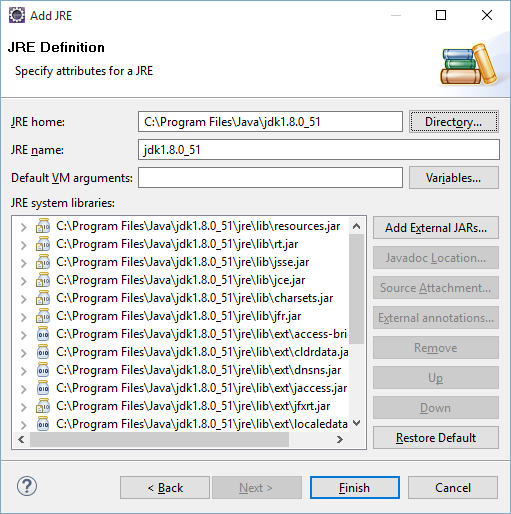 Add JRE
JRE Definition
Specify attributes for a JRE
JRE home: C:\Program Files\Java\jdk1.8.0_51 Directory...
JRE name: jdk1.8.0_51
Default VM arguments: Variables...
JRE system libraries:
C:\Program Files\Java\jdk1.8.0_51\jre\lib\resources.jar
C:\Program Files\Java\jdk1.8.0_51\jre\lib\rt.jar
C:\Program Files\Java\jdk1.8.0_51\jre\lib\jsse.jar
C:\Program Files\Java\jdk1.8.0_51\jre\lib\jce.jar
C:\Program Files\Java\jdk1.8.0_51\jre\lib\charsets.jar
C:\Program Files\Java\jdk1.8.0_51\jre\lib\jfr.jar
C:\Program Files\Java\jdk1.8.0_51\jre\lib\ext\access-bri
C:\Program Files\Java\jdk1.8.0_51\jre\lib\ext\cldrdata.ja
C:\Program Files\Java\jdk1.8.0_51\jre\lib\ext\dnsns.jar
C:\Program Files\Java\jdk1.8.0_51\jre\lib\ext\jaccess.jar
C:\Program Files\Java\jdk1.8.0_51\jre\lib\ext\jfxrt.jar
C:\Program Files\Java\jdk1.8.0_51\jre\lib\ext\localedata
Add External JARs...
Javadoc Location...
Source Attachment...
External annotations...
Remove
Up
Down
Restore Default
? < Back Next > Finish Cancel